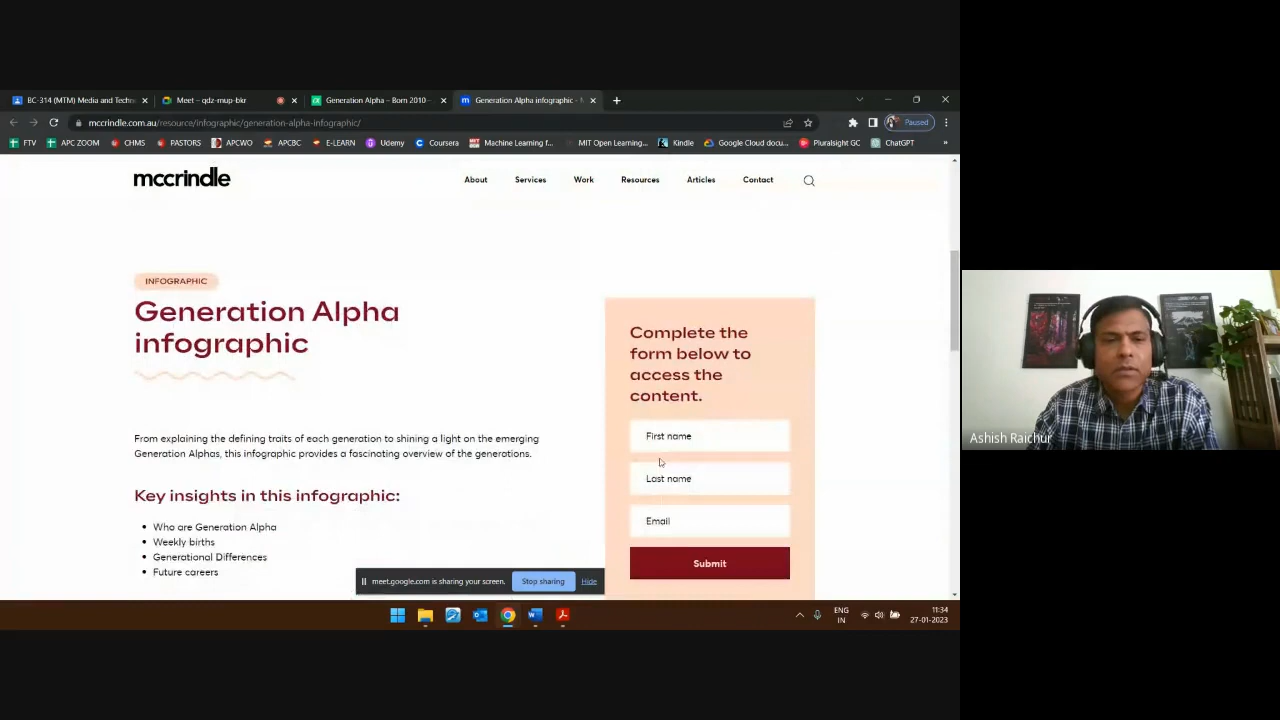 BC-314 (MTM) Media and Techn
Meet – qdz-mup-bkr
Generation Alpha – Born 2010 –
Generation Alpha infographic - M
mccrindle.com.au/resource/infographic/generation-alpha-infographic/
Paused
FTV
APC ZOOM
CHMS
PASTORS
APCWO
APCBC
E-LEARN
Udemy
Coursera
Machine Learning f...
MIT Open Learning...
Kindle
Google Cloud docu...
Pluralsight GC
ChatGPT
»
mccrindle
About
Services
Work
Resources
Articles
Contact
INFOGRAPHIC
Generation Alpha
infographic
From explaining the defining traits of each generation to shining a light on the emerging
Generation Alphas, this infographic provides a fascinating overview of the generations.
Key insights in this infographic:
• Who are Generation Alpha
• Weekly births
• Generational Differences
• Future careers
Complete the
form below to
access the
content.
First name
Last name
Email
Submit
meet.google.com is sharing your screen.
Stop sharing
Hide
ENG
IN
11:34
27-01-2023
Ashish Raichur